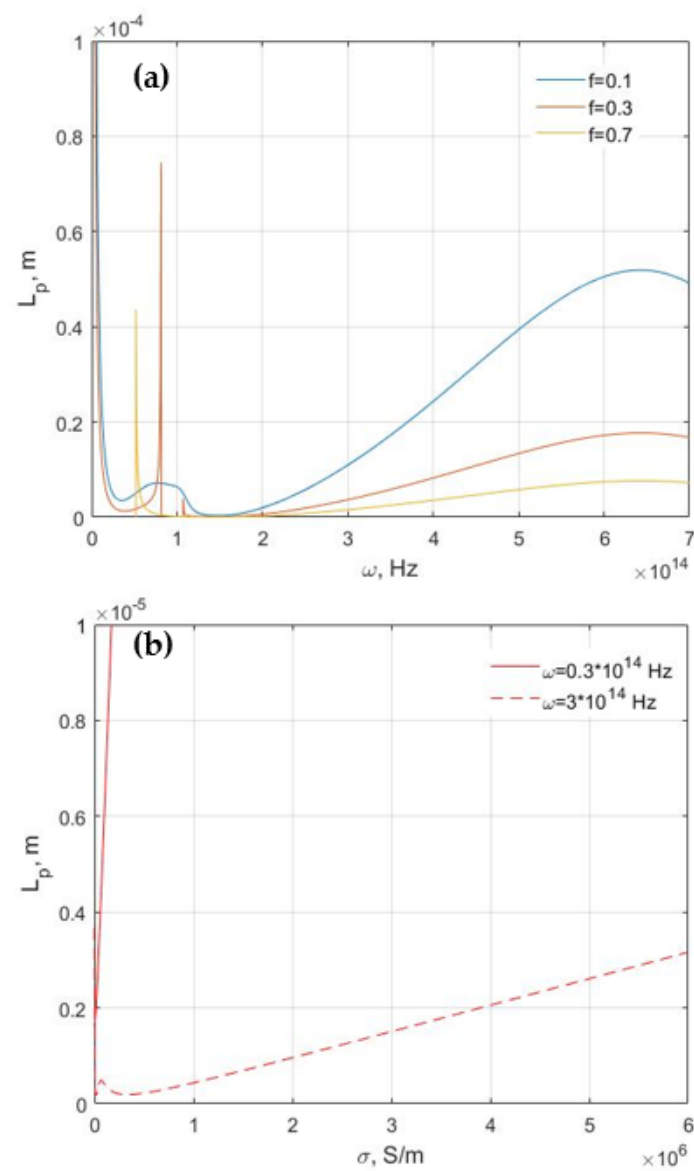 ×10⁻⁴
(a)
f=0.1
f=0.3
f=0.7
1
0.8
0.6
0.4
0.2
0
Lₚ, m
0 1 2 3 4 5 6 7
ω, Hz
×10¹⁴
×10⁻⁵
(b)
ω=0.3*10¹⁴ Hz
ω=3*10¹⁴ Hz
1
0.8
0.6
0.4
0.2
0
Lₚ, m
0 1 2 3 4 5 6
σ, S/m
×10⁶